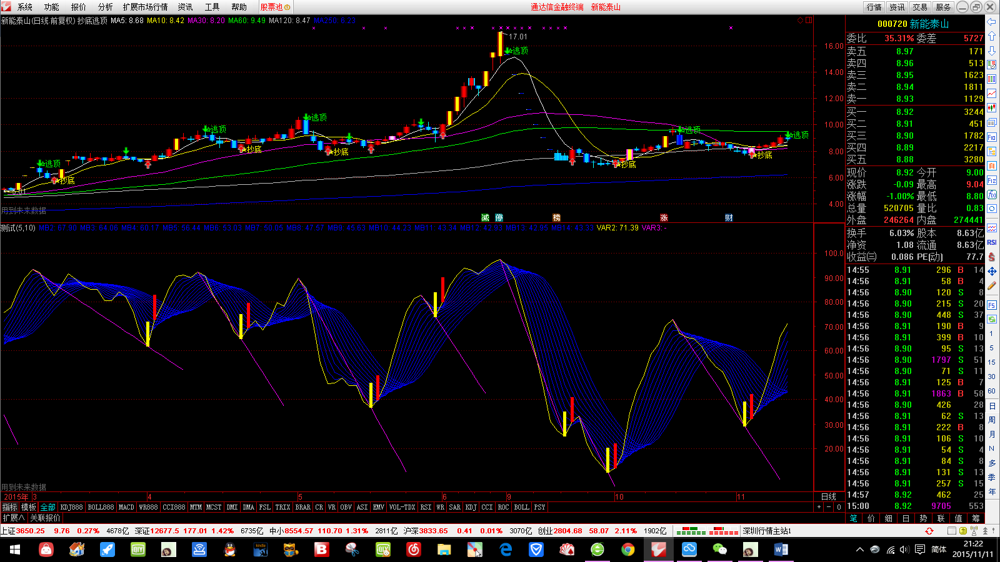 系统 功能 报价 分析 扩展市场行情 资讯 工具 帮助 股票池 通达信金融终端 新能泰山 行情 资讯 交易 服务
新能泰山(日线.前复权) 抄底逃顶 MA5: 8.68 MA10: 8.42 MA30: 8.20 MA60: 9.49 MA120: 8.47 MA250: 6.23
17.01
逃顶
逃顶
逃顶
逃顶
逃顶
逃顶
抄底
抄底
抄底
抄底
抄底
16.00
14.00
12.00
10.00
8.00
6.00
4.00
用到未来数据
减 停 榜 涨 财
测试(5,10) MB2: 67.90 MB3: 64.06 MB4: 60.17 MB5: 56.44 MB6: 53.03 MB7: 50.05 MB8: 47.67 MB9: 45.63 MB10: 44.23 MB11: 43.34 MB12: 42.93 MB13: 42.95 MB14: 43.33 VAR2: 71.39 VAR3: -
100.0
90.00
80.00
70.00
60.00
50.00
40.00
30.00
20.00
用到未来数据
2015年 3 4 5 6 9 10 11 日线
指标 模板 全部 KDJ888 BOLL888 MACD WR888 CCI888 MTM MCST DMI DMA FSL TRIX BRAR CR VR OBV ASI EMV VOL-TDX RSI WR SAR KDJ CCI ROC BOLL PSY + - 0
扩展∧ 关联报价
000720 新能泰山
委比 35.31% 委差 5727
卖五 8.97 171
卖四 8.96 513
卖三 8.95 1623
卖二 8.94 1811
卖一 8.93 1129
买一 8.92 3244
买二 8.91 451
买三 8.90 1782
买四 8.89 2217
买五 8.88 3280
现价 8.92 今开 9.00
涨跌 -0.09 最高 9.04
涨幅 -1.00% 最低 8.80
总量 520705 量比 0.83
外盘 246264 内盘 274441
换手 6.03% 股本 8.63亿
净资 1.08 流通 8.63亿
收益(三) 0.086 PE[动] 77.7
14:55 8.91 296 B 14
14:56 8.91 58 B 4
14:56 8.90 120 S 8
14:56 8.90 215 S 20
14:56 8.90 448 S 37
14:56 8.91 190 B 9
14:56 8.91 399 B 10
14:56 8.90 95 S 13
14:56 8.90 1797 S 51
14:56 8.90 71 S 11
14:56 8.91 125 B 7
14:56 8.91 1863 B 58
14:56 8.90 426 28
14:56 8.91 62 S 13
14:56 8.91 222 B 8
14:56 8.91 106 S 10
14:56 8.91 54 S 4
14:56 8.91 84 S 8
14:56 8.91 131 S 13
14:56 8.91 257 S 15
14:57 8.92 462 25
15:00 8.92 9705 553
笔 价 细 日 势 联 值 筹
F10
自
F12
RSI
F5
1
5
15
30
60
日
周
月
N
多
季
年
上证3650.25 9.76 0.27% 4678亿 深证12677.5 177.01 1.42% 6735亿 中小8554.57 110.70 1.31% 2811亿 沪深3833.65 0.41 0.01% 3070亿 创业2804.68 58.07 2.11% 1902亿 深圳行情主站1
DIY kindle B DIY 简体 21:22
2015/11/11